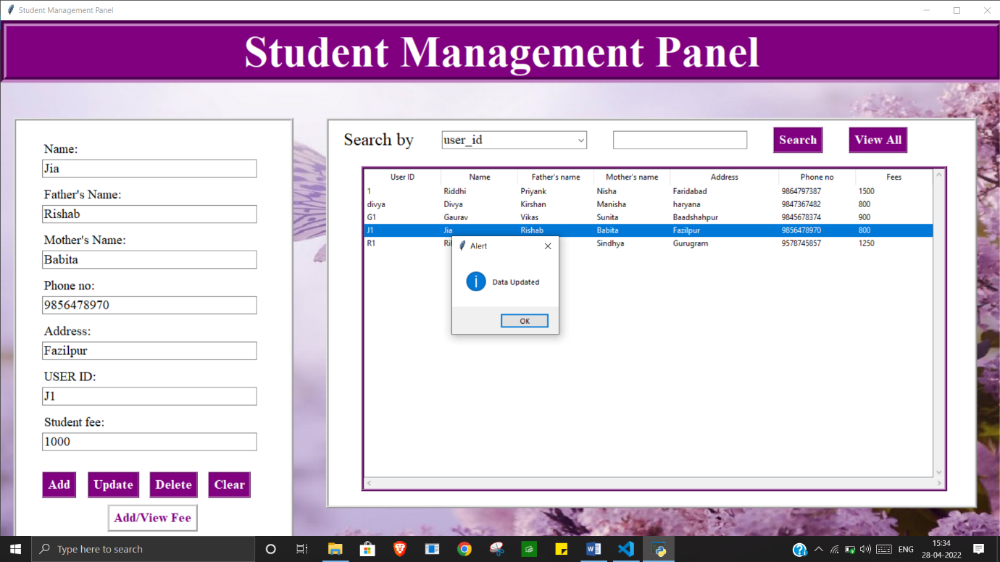 Student Management Panel
Student Management Panel
Name:
Jia
Father's Name:
Rishab
Mother's Name:
Babita
Phone no:
9856478970
Address:
Fazilpur
USER ID:
J1
Student fee:
1000
Add Update Delete Clear
Add/View Fee
Search by user_id Search View All
User ID Name Father's name Mother's name Address Phone no Fees
1 Riddhi Priyank Nisha Faridabad 9864797387 1500
divya Divya Kirshan Manisha haryana 9847367482 800
G1 Gaurav Vikas Sunita Baadshahpur 9845678374 900
J1 Jia Rishab Babita Fazilpur 9856478970 800
R1 Sindhya Gurugram 9578745857 1250
Alert
Data Updated
OK
Type here to search
ENG
15:34
28-04-2022